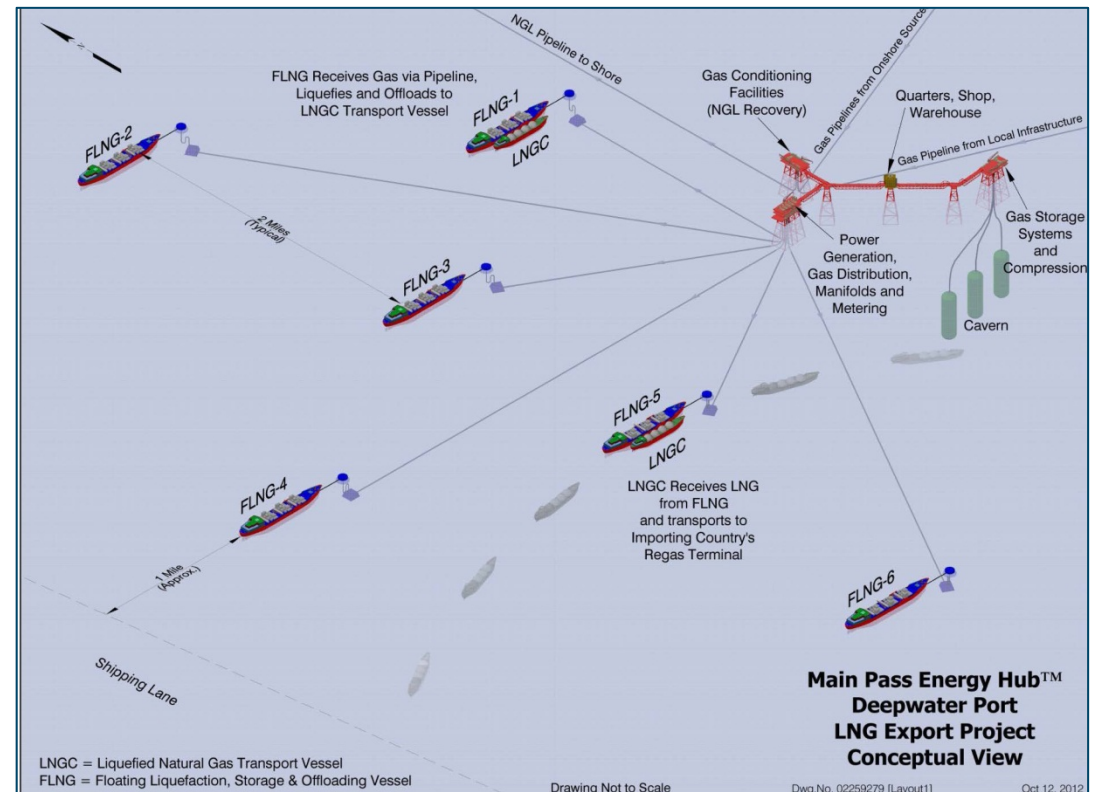 NGL Pipeline to Shore
Gas Pipelines from Onshore Source
FLNG Receives Gas via Pipeline,
Liquefies and Offloads to
LNGC Transport Vessel
FLNG-1
LNGC
Gas Conditioning
Facilities
(NGL Recovery)
Quarters, Shop,
Warehouse
Gas Pipeline from Local Infrastructure
FLNG-2
2 Miles
(Typical)
FLNG-3
Power
Generation,
Gas Distribution,
Manifolds and
Metering
Gas Storage
Systems
and
Compression
Cavern
FLNG-5
LNGC
LNGC Receives LNG
from FLNG
and transports to
Importing Country's
Regas Terminal
FLNG-4
1 Mile
(Approx.)
FLNG-6
Shipping Lane
Main Pass Energy Hub™
Deepwater Port
LNG Export Project
Conceptual View
LNGC = Liquefied Natural Gas Transport Vessel
FLNG = Floating Liquefaction, Storage & Offloading Vessel
Drawing Not to Scale
Dwg.No. 02259279 [Layout1]
Oct 12, 2012